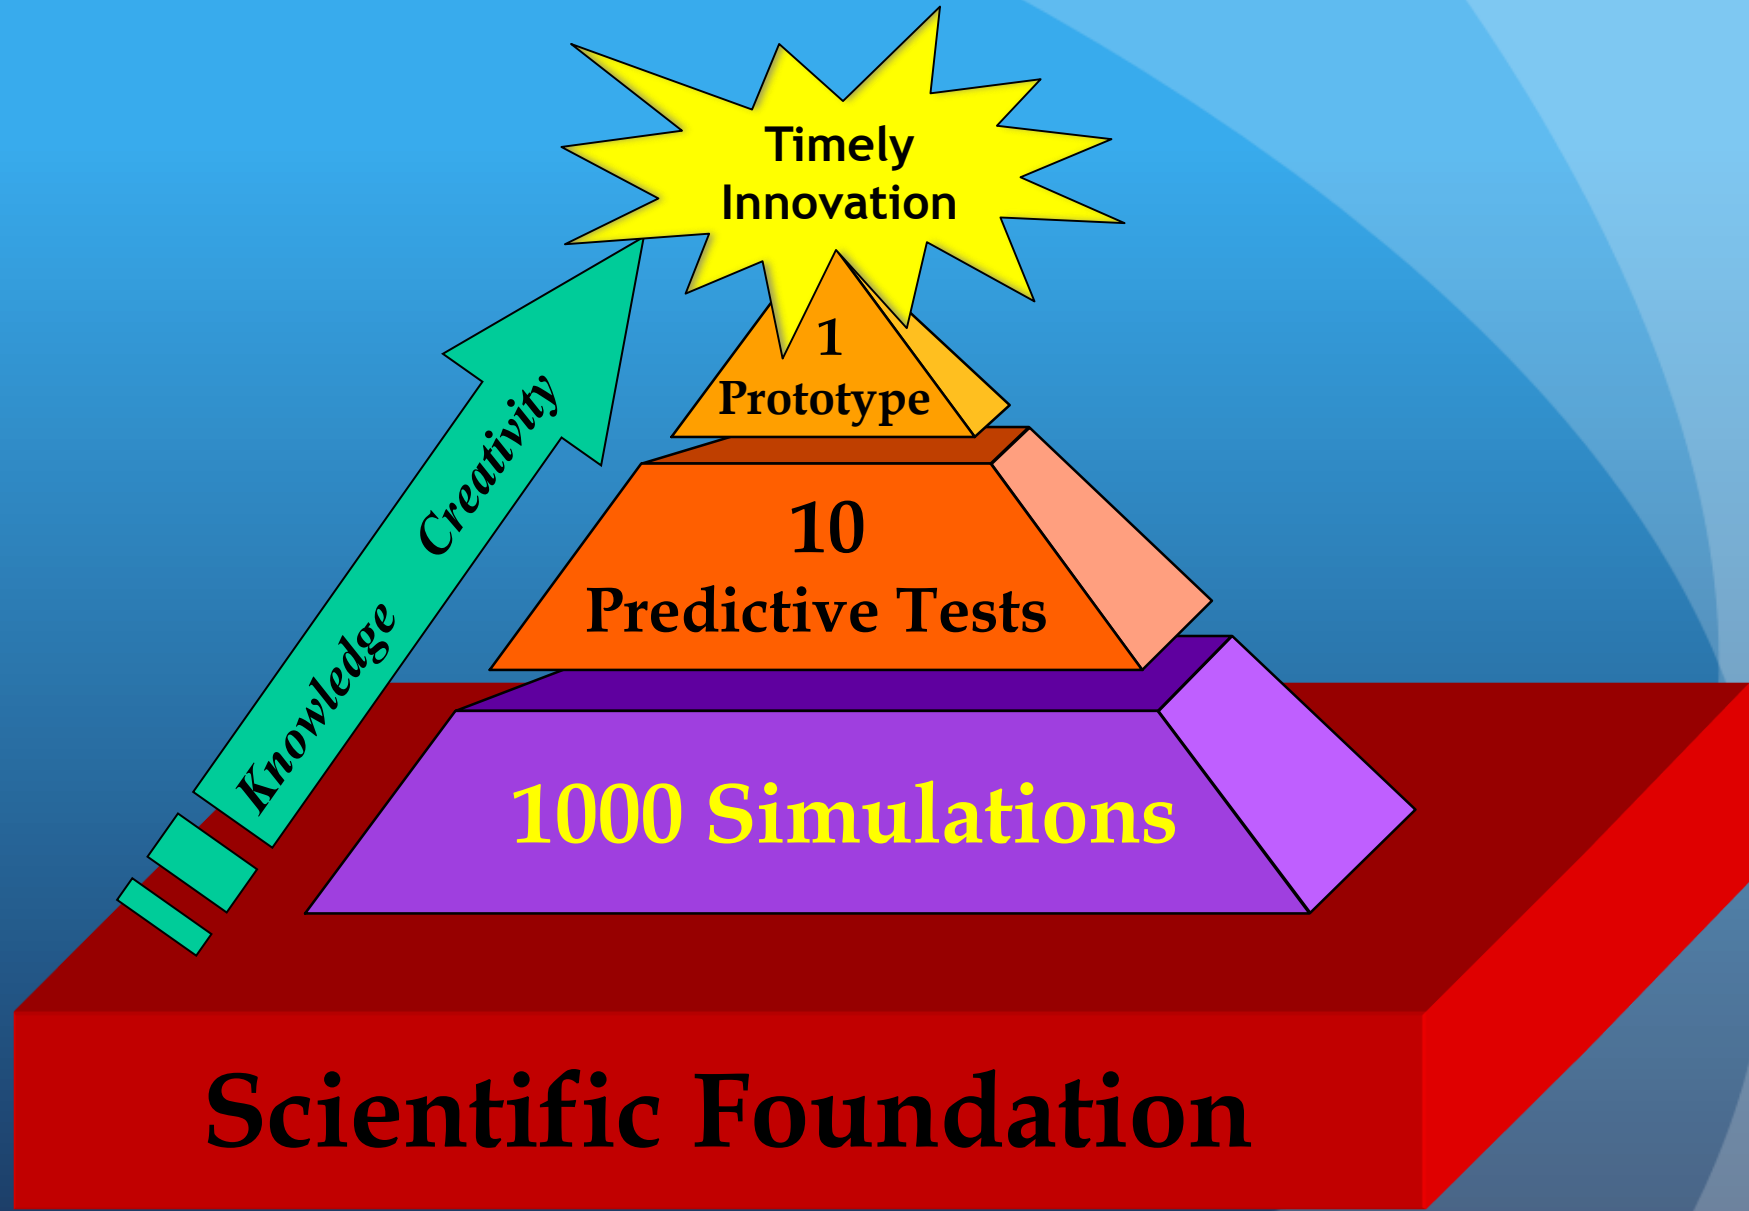 Timely
Innovation
1
Prototype
10
Predictive Tests
1000 Simulations
Knowledge Creativity
Scientific Foundation